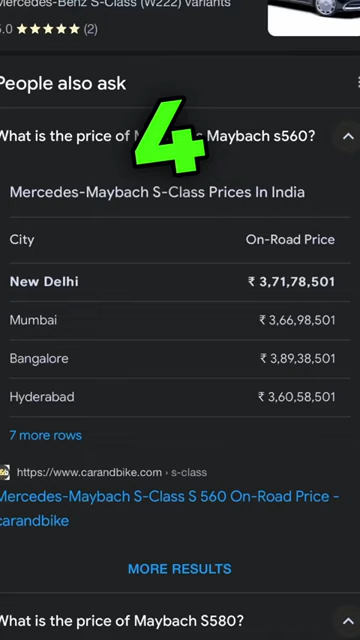 Mercedes-Benz S-Class (W222) variants
5.0 ★★★★★ (2)
People also ask
What is the price of Maybach s560?
4
Mercedes-Maybach S-Class Prices In India
City On-Road Price
New Delhi ₹ 3,71,78,501
Mumbai ₹ 3,66,98,501
Bangalore ₹ 3,89,38,501
Hyderabad ₹ 3,60,58,501
7 more rows
https://www.carandbike.com › s-class
Mercedes-Maybach S-Class S 560 On-Road Price -
carandbike
MORE RESULTS
What is the price of Maybach S580?